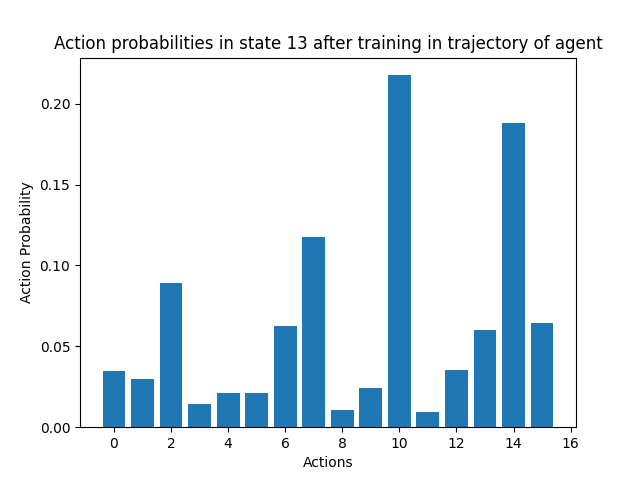 Action probabilities in state 13 after training in trajectory of agent
0.20
0.15
0.10
0.05
0.00
Action Probability
0 2 4 6 8 10 12 14 16
Actions